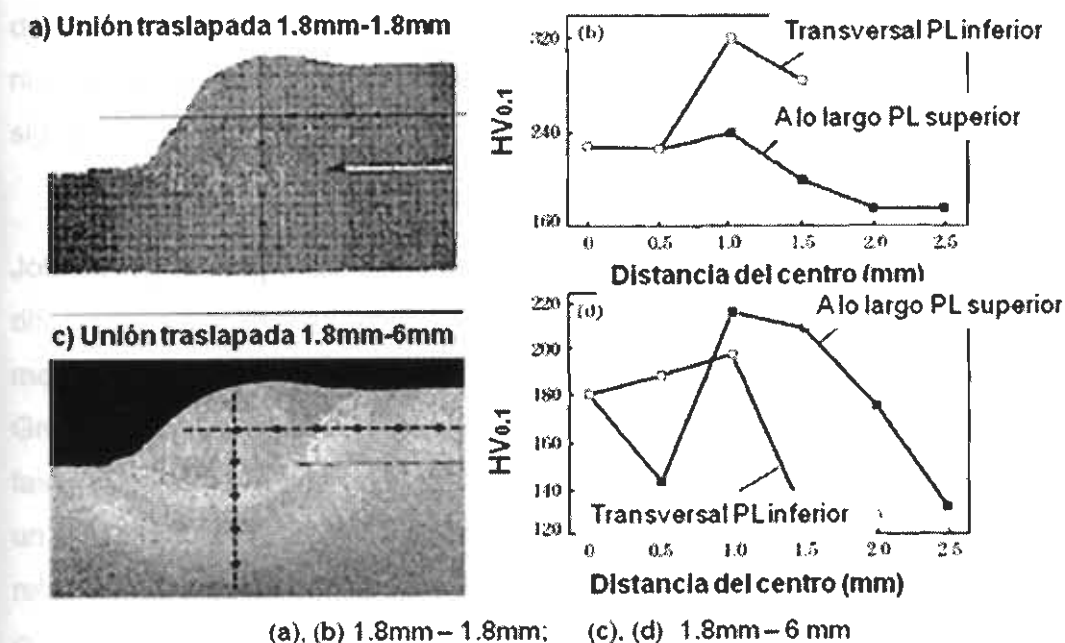 a) Unión traslapada 1.8mm-1.8mm
(b)
HV0.1
320
240
160
Transversal PL inferior
A lo largo PL superior
0 0.5 1.0 1.5 2.0 2.5
Distancia del centro (mm)
c) Unión traslapada 1.8mm-6mm
(d)
HV0.1
220
200
180
160
140
120
A lo largo PL superior
Transversal PL inferior
0 0.5 1.0 1.5 2.0 2.5
Distancia del centro (mm)
(a), (b) 1.8mm – 1.8mm; (c), (d) 1.8mm – 6 mm